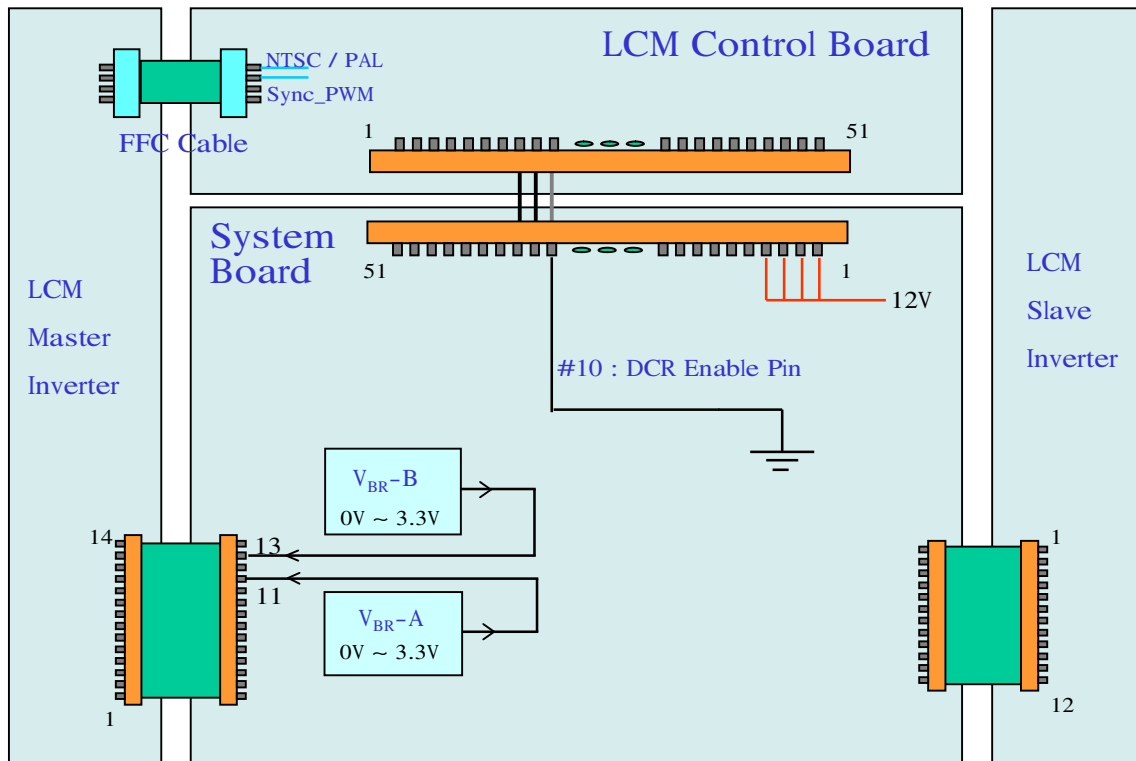 LCM Control Board
NTSC / PAL
Sync_PWM
FFC Cable
1
51
System
Board
51
1
12V
LCM
Master
Inverter
LCM
Slave
Inverter
#10 : DCR Enable Pin
VBR-B
0V ~ 3.3V
14
13
11
1
VBR-A
0V ~ 3.3V
1
12